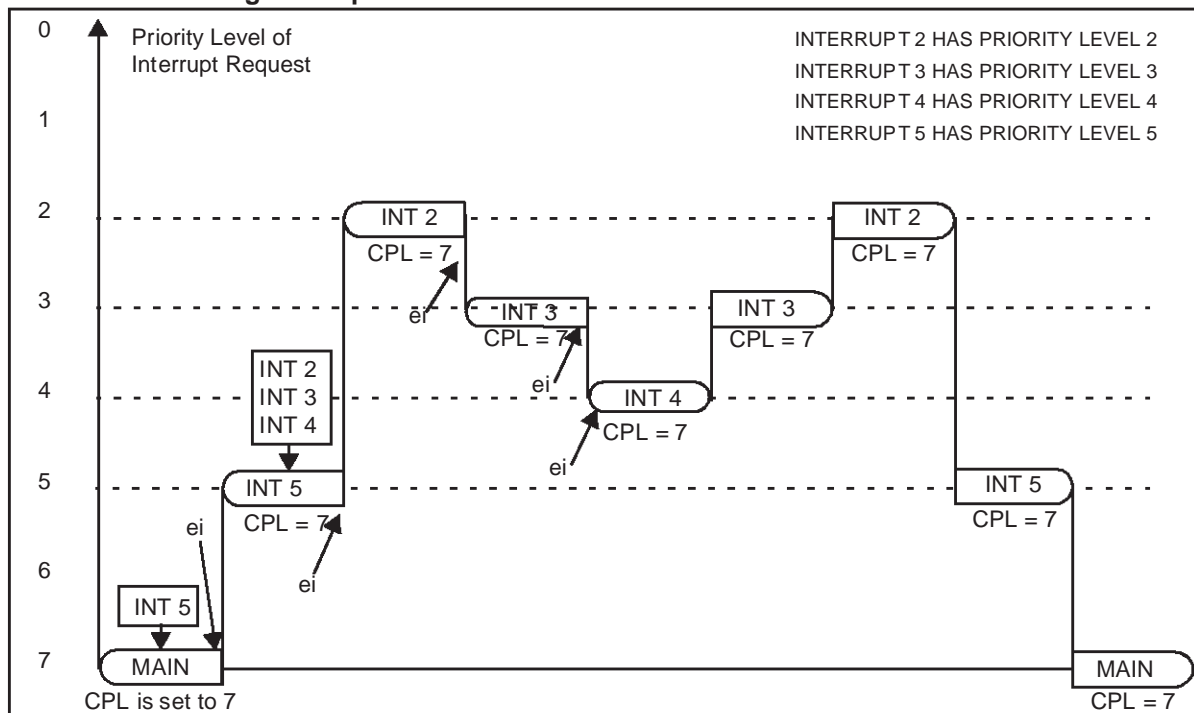 0
Priority Level of
Interrupt Request
INTERRUPT 2 HAS PRIORITY LEVEL 2
INTERRUPT 3 HAS PRIORITY LEVEL 3
INTERRUPT 4 HAS PRIORITY LEVEL 4
INTERRUPT 5 HAS PRIORITY LEVEL 5
1
2
INT 2
CPL = 7
INT 2
CPL = 7
ei
3
INT 3
CPL = 7
INT 3
CPL = 7
ei
INT 2
INT 3
INT 4
4
INT 4
CPL = 7
ei
5
INT 5
CPL = 7
INT 5
CPL = 7
ei
ei
6
INT 5
7
MAIN
CPL is set to 7
MAIN
CPL = 7